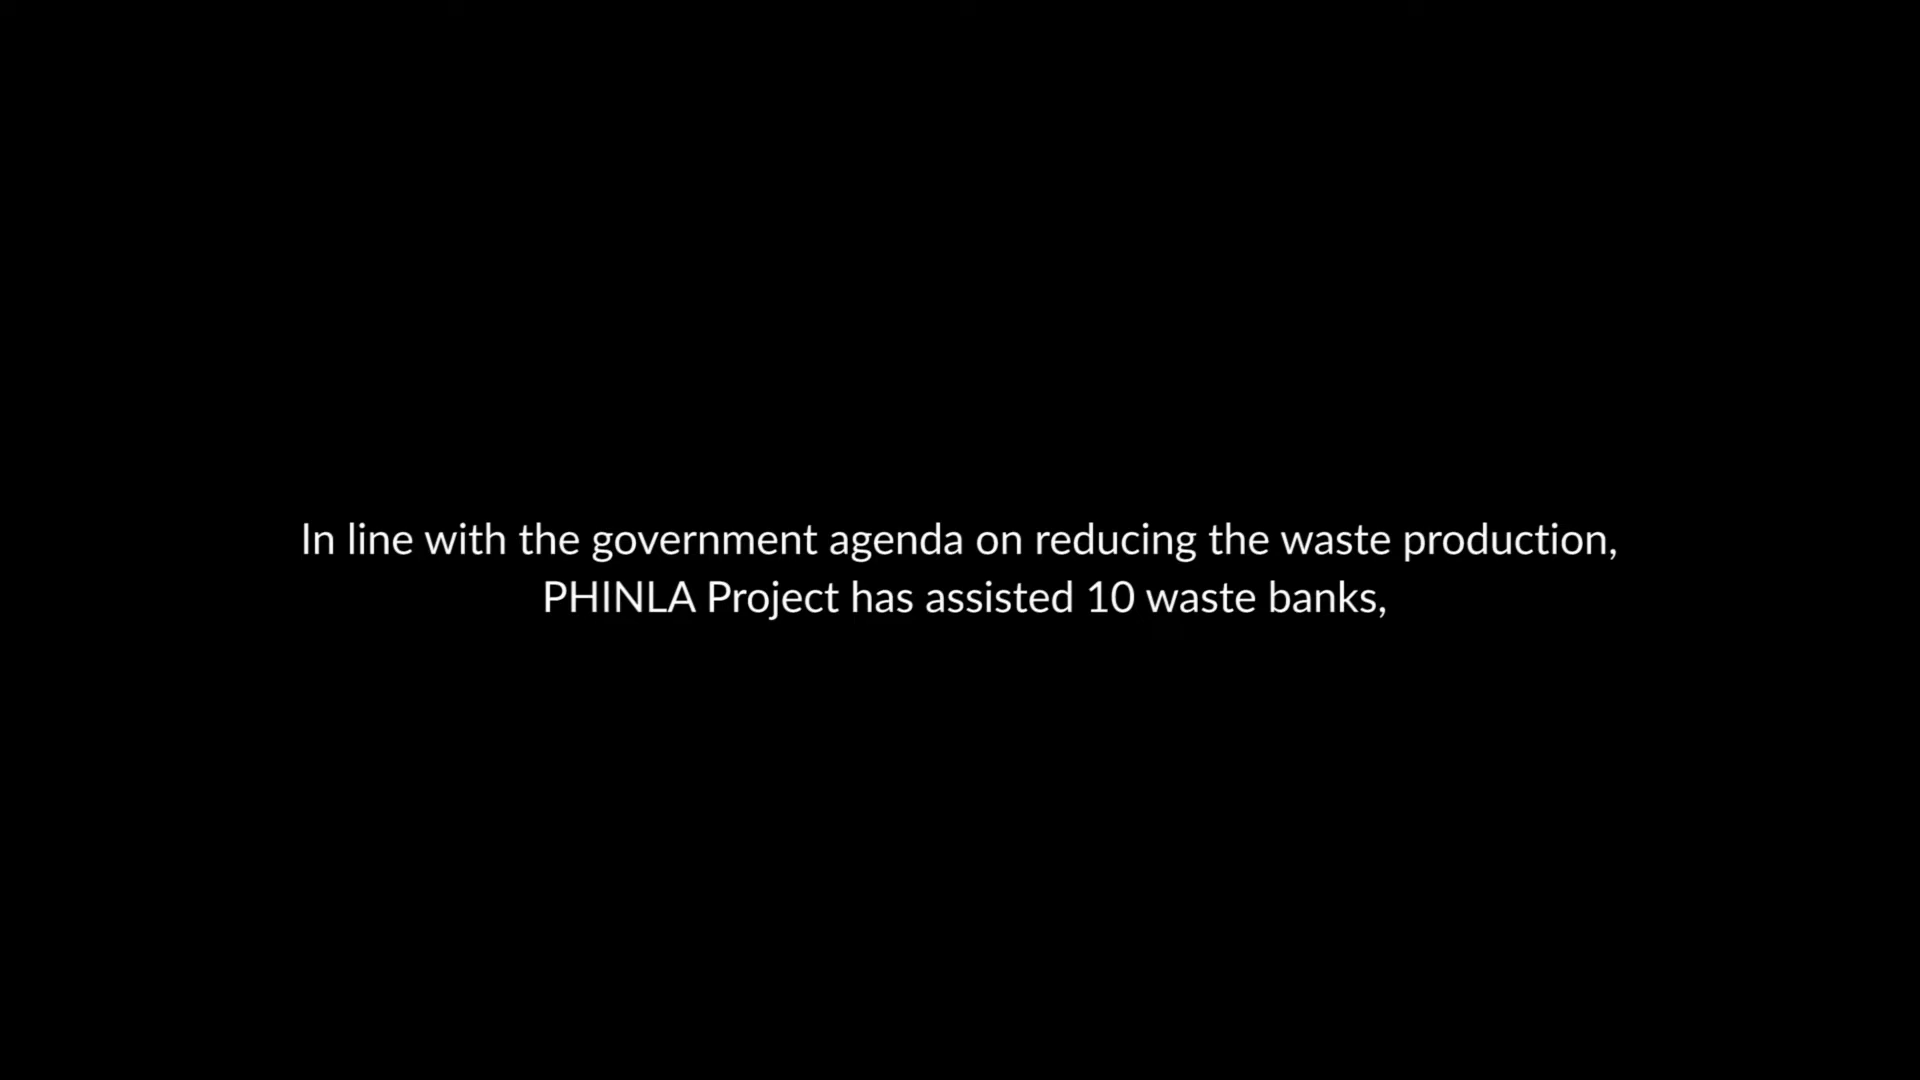 In line with the government agenda on reducing the waste production,
PHINLA Project has assisted 10 waste banks,